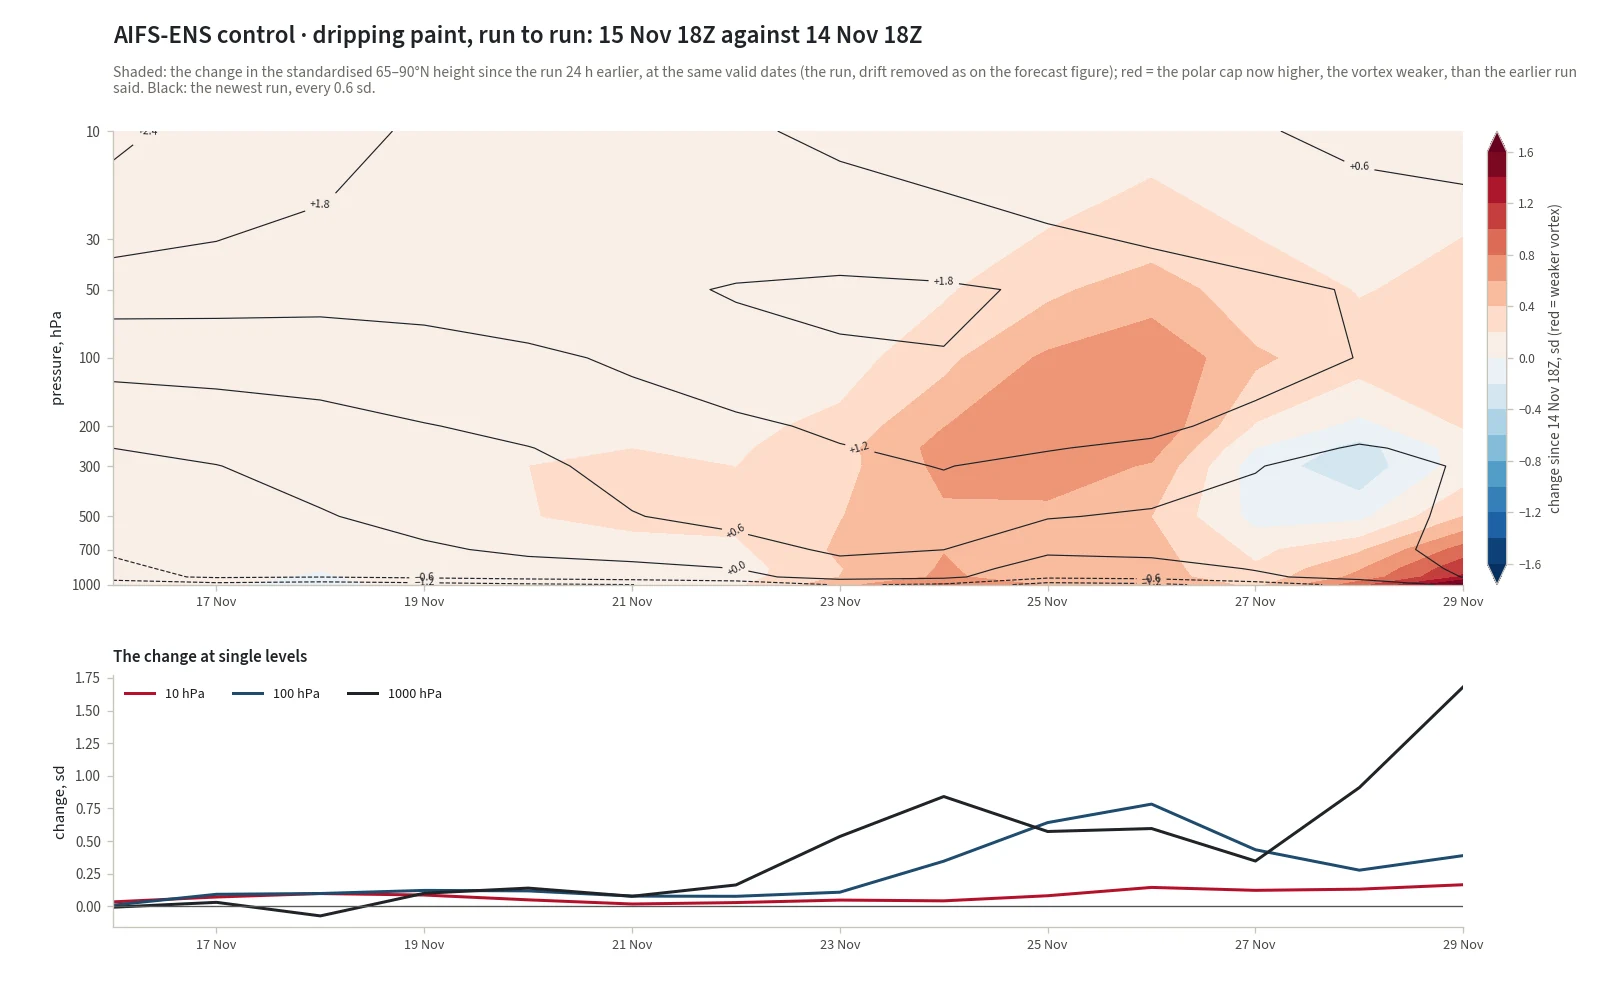 AIFS-ENS control · dripping paint, run to run: 15 Nov 18Z against 14 Nov 18Z
Shaded: the change in the standardised 65–90°N height since the run 24 h earlier, at the same valid dates (the run, drift removed as on the forecast figure); red = the polar cap now higher, the vortex weaker, than the earlier run
said. Black: the newest run, every 0.6 sd.
pressure, hPa
10
30
50
100
200
300
500
700
1000
+1.8
+1.8
+0.6
+1.2
+0.6
+0.0
17 Nov
19 Nov
21 Nov
23 Nov
25 Nov
27 Nov
29 Nov
1.6
1.2
0.8
0.4
0.0
−0.4
−0.8
−1.2
−1.6
change since 14 Nov 18Z, sd (red = weaker vortex)
The change at single levels
10 hPa
100 hPa
1000 hPa
change, sd
1.75
1.50
1.25
1.00
0.75
0.50
0.25
0.00
17 Nov
19 Nov
21 Nov
23 Nov
25 Nov
27 Nov
29 Nov